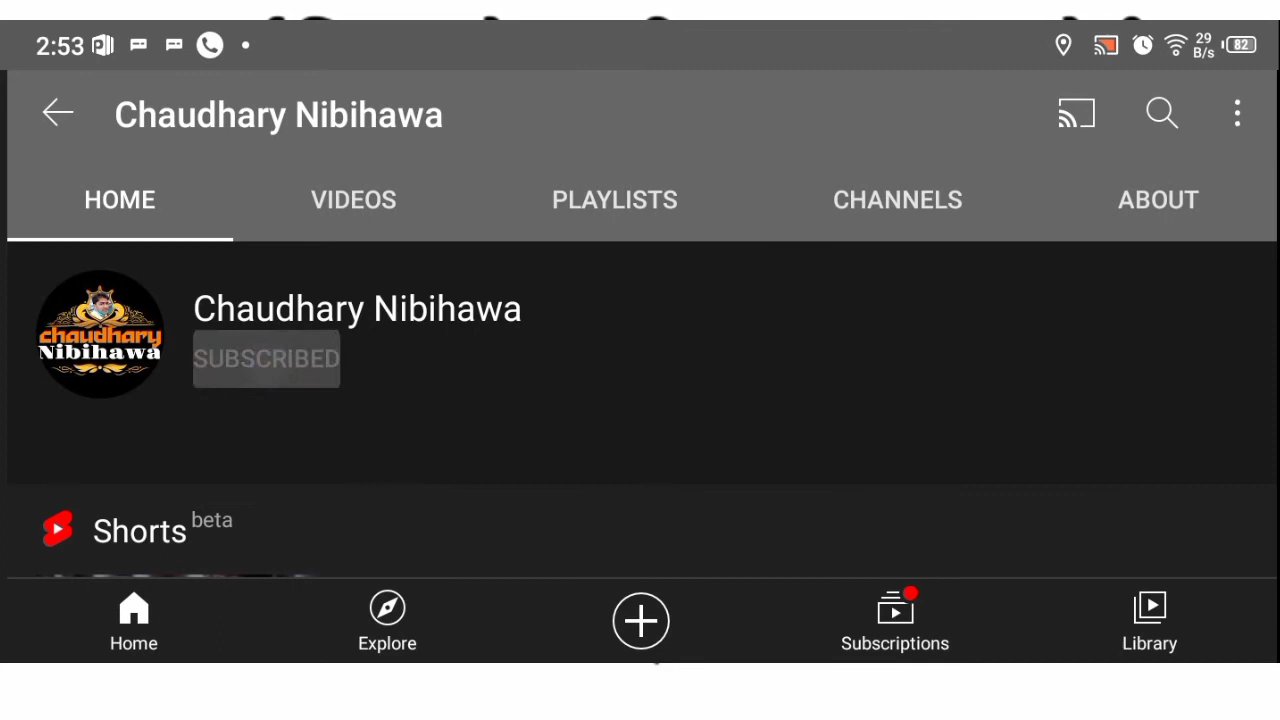 2:53
29
B/s
82
Chaudhary Nibihawa
HOME VIDEOS PLAYLISTS CHANNELS ABOUT
chaudhary
Nibihawa
Chaudhary Nibihawa
SUBSCRIBED
Shorts beta
Home Explore Subscriptions Library